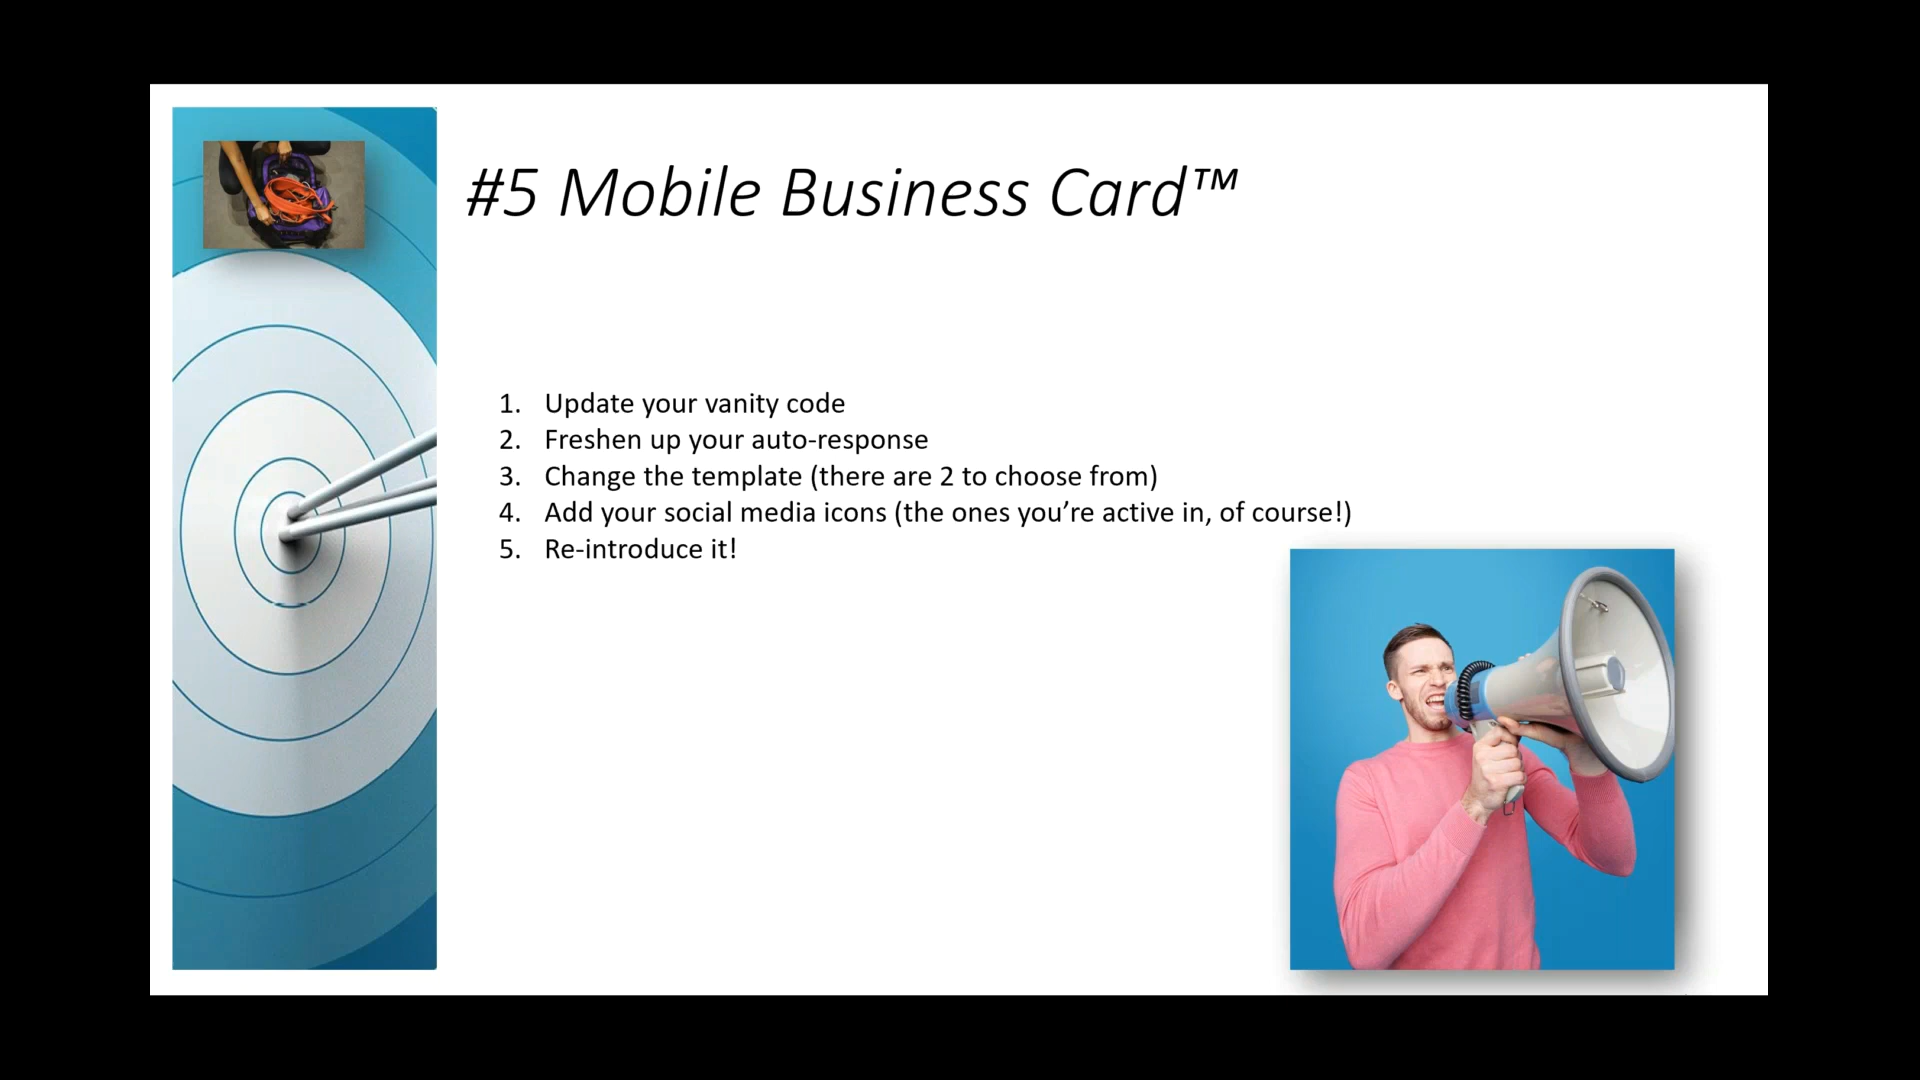 #5 Mobile Business Card™
1. Update your vanity code
2. Freshen up your auto-response
3. Change the template (there are 2 to choose from)
4. Add your social media icons (the ones you’re active in, of course!)
5. Re-introduce it!